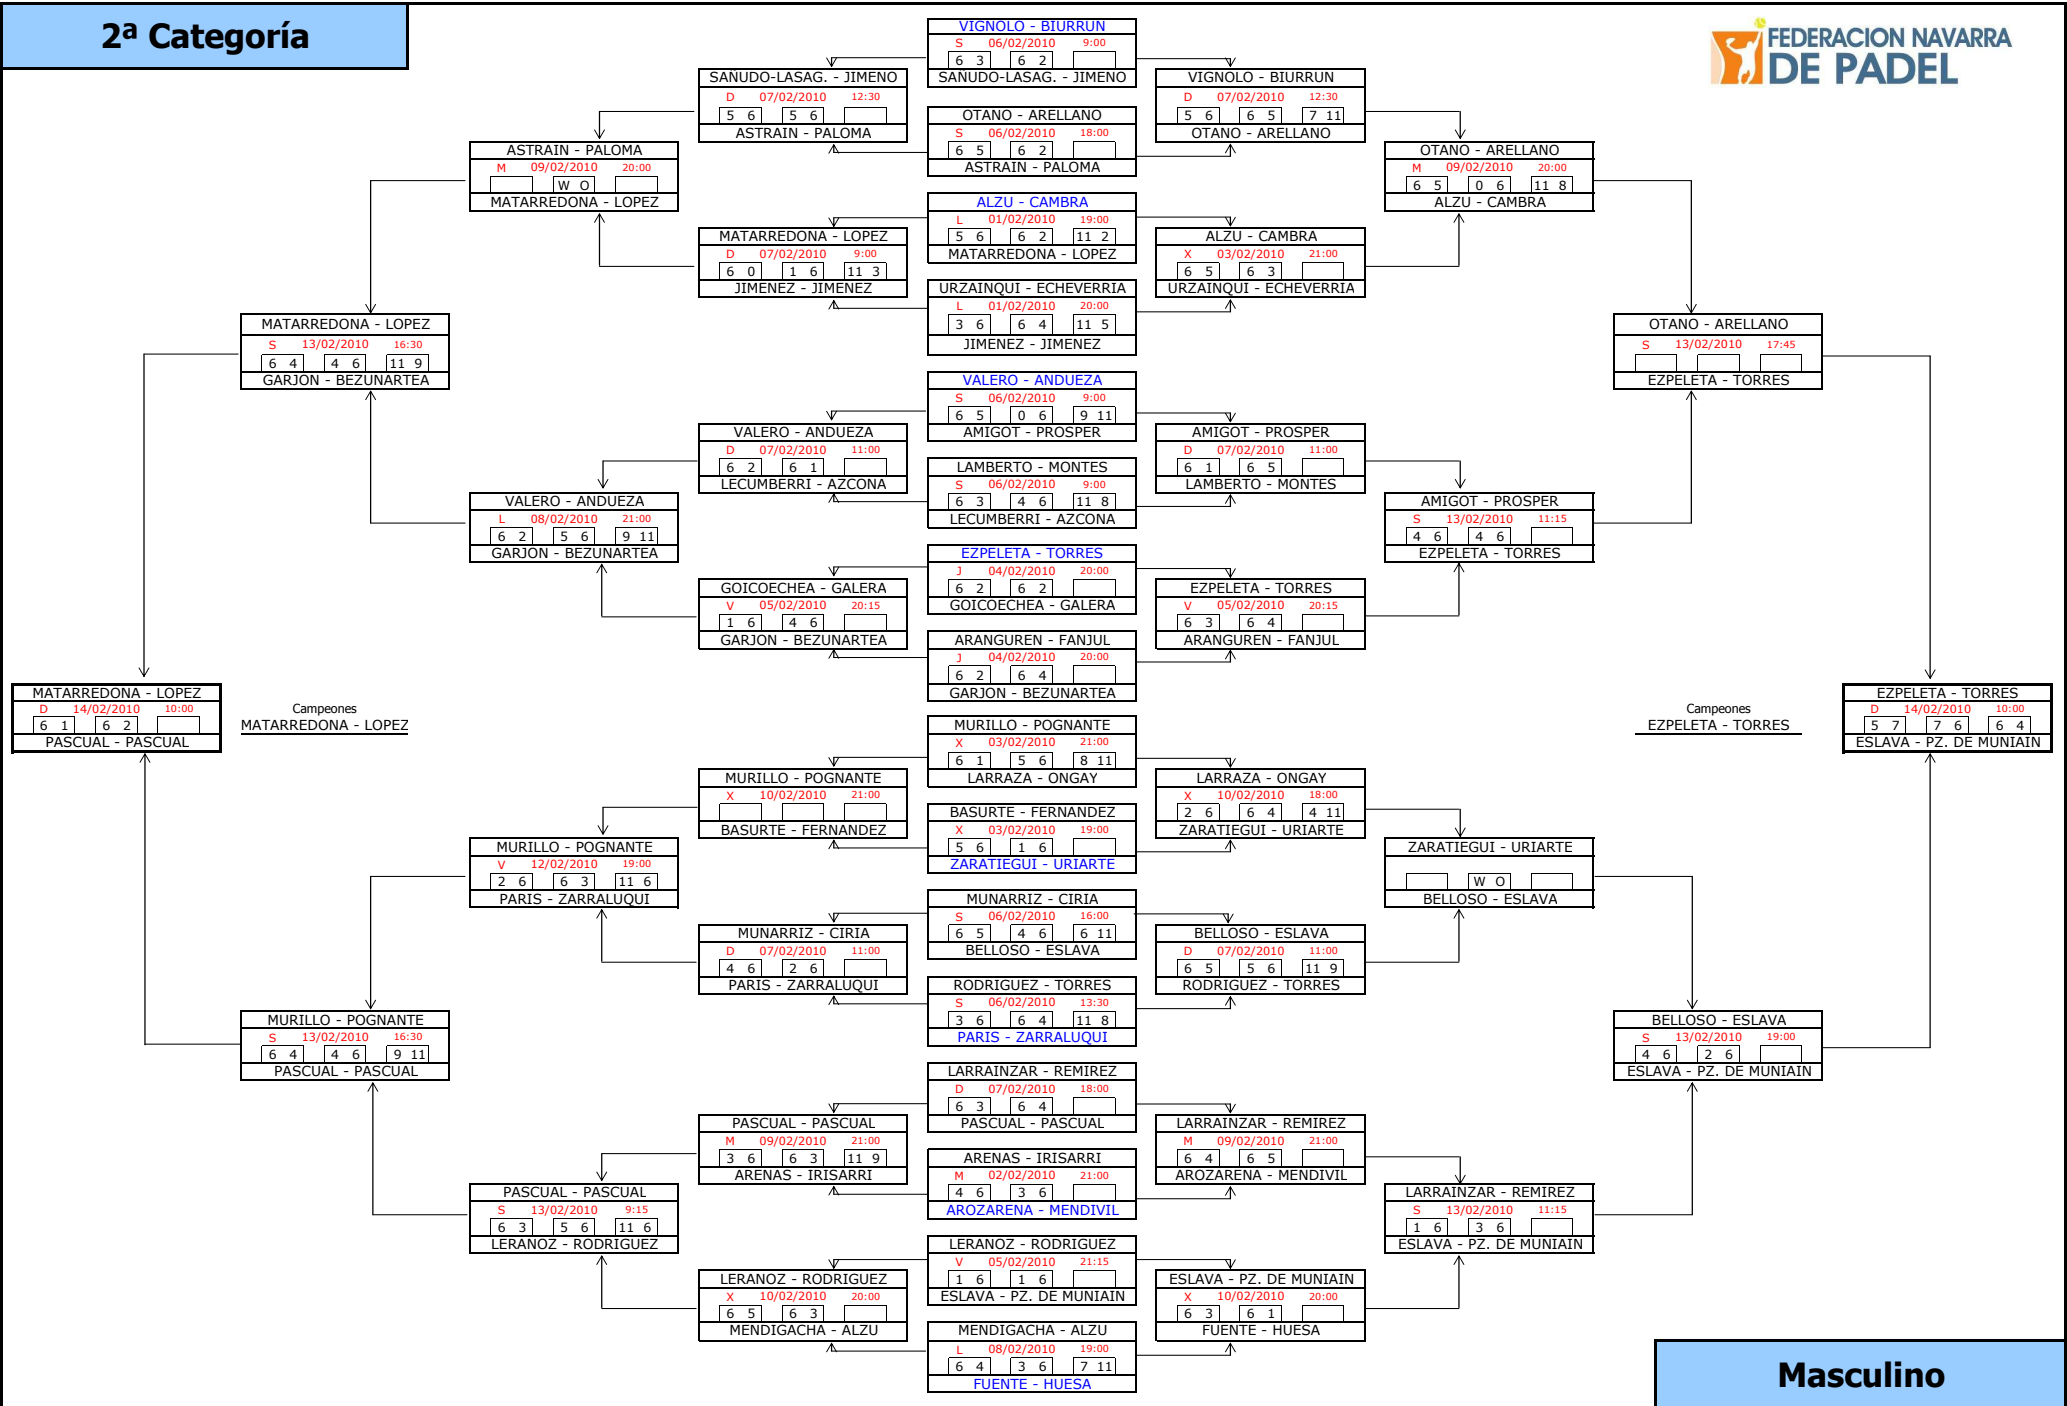 2ª Categoría
FEDERACION NAVARRA
DE PADEL
MATARREDONA - LOPEZ
D 14/02/2010 10:00
6 1 6 2
PASCUAL - PASCUAL
Campeones
MATARREDONA - LOPEZ
MATARREDONA - LOPEZ
S 13/02/2010 16:30
6 4 4 6 11 9
GARJON - BEZUNARTEA
MURILLO - POGNANTE
S 13/02/2010 16:30
6 4 4 6 9 11
PASCUAL - PASCUAL
ASTRAIN - PALOMA
M 09/02/2010 20:00
W O
MATARREDONA - LOPEZ
VALERO - ANDUEZA
L 08/02/2010 21:00
6 2 5 6 9 11
GARJON - BEZUNARTEA
MURILLO - POGNANTE
V 12/02/2010 19:00
2 6 6 3 11 6
PARIS - ZARRALUQUI
PASCUAL - PASCUAL
S 13/02/2010 9:15
6 3 5 6 11 6
LERANOZ - RODRIGUEZ
SAÑUDO-LASAG. - JIMENO
D 07/02/2010 12:30
5 6 5 6
ASTRAIN - PALOMA
MATARREDONA - LOPEZ
D 07/02/2010 9:00
6 0 1 6 11 3
JIMENEZ - JIMENEZ
VALERO - ANDUEZA
D 07/02/2010 11:00
6 2 6 1
LECUMBERRI - AZCONA
GOICOECHEA - GALERA
V 05/02/2010 20:15
1 6 4 6
GARJON - BEZUNARTEA
MURILLO - POGNANTE
X 10/02/2010 21:00
BASURTE - FERNANDEZ
MUNARRIZ - CIRIA
D 07/02/2010 11:00
4 6 2 6
PARIS - ZARRALUQUI
PASCUAL - PASCUAL
M 09/02/2010 21:00
3 6 6 3 11 9
ARENAS - IRISARRI
LERANOZ - RODRIGUEZ
X 10/02/2010 20:00
6 5 6 3
MENDIGACHA - ALZU
VIGNOLO - BIURRUN
S 06/02/2010 9:00
6 3 6 2
SAÑUDO-LASAG. - JIMENO
OTANO - ARELLANO
S 06/02/2010 18:00
6 5 6 2
ASTRAIN - PALOMA
ALZU - CAMBRA
L 01/02/2010 19:00
5 6 6 2 11 2
MATARREDONA - LOPEZ
URZAINQUI - ECHEVERRIA
L 01/02/2010 20:00
3 6 6 4 11 5
JIMENEZ - JIMENEZ
VALERO - ANDUEZA
S 06/02/2010 9:00
6 5 0 6 9 11
AMIGOT - PROSPER
LAMBERTO - MONTES
S 06/02/2010 9:00
6 3 4 6 11 8
LECUMBERRI - AZCONA
EZPELETA - TORRES
J 04/02/2010 20:00
6 2 6 2
GOICOECHEA - GALERA
ARANGUREN - FANJUL
J 04/02/2010 20:00
6 2 6 4
GARJON - BEZUNARTEA
MURILLO - POGNANTE
X 03/02/2010 21:00
6 1 5 6 8 11
LARRAZA - ONGAY
BASURTE - FERNANDEZ
X 03/02/2010 19:00
5 6 1 6
ZARATIEGUI - URIARTE
MUNARRIZ - CIRIA
S 06/02/2010 16:00
6 5 4 6 6 11
BELLOSO - ESLAVA
RODRIGUEZ - TORRES
S 06/02/2010 13:30
3 6 6 4 11 8
PARIS - ZARRALUQUI
LARRAINZAR - REMIREZ
D 07/02/2010 18:00
6 3 6 4
PASCUAL - PASCUAL
ARENAS - IRISARRI
M 02/02/2010 21:00
4 6 3 6
AROZARENA - MENDIVIL
LERANOZ - RODRIGUEZ
V 05/02/2010 21:15
1 6 1 6
ESLAVA - PZ. DE MUNIAIN
MENDIGACHA - ALZU
L 08/02/2010 19:00
6 4 3 6 7 11
FUENTE - HUESA
VIGNOLO - BIURRUN
D 07/02/2010 12:30
5 6 6 5 7 11
OTANO - ARELLANO
ALZU - CAMBRA
X 03/02/2010 21:00
6 5 6 3
URZAINQUI - ECHEVERRIA
AMIGOT - PROSPER
D 07/02/2010 11:00
6 1 6 5
LAMBERTO - MONTES
EZPELETA - TORRES
V 05/02/2010 20:15
6 3 6 4
ARANGUREN - FANJUL
LARRAZA - ONGAY
X 10/02/2010 18:00
2 6 6 4 4 11
ZARATIEGUI - URIARTE
BELLOSO - ESLAVA
D 07/02/2010 11:00
6 5 5 6 11 9
RODRIGUEZ - TORRES
LARRAINZAR - REMIREZ
M 09/02/2010 21:00
6 4 6 5
AROZARENA - MENDIVIL
ESLAVA - PZ. DE MUNIAIN
X 10/02/2010 20:00
6 3 6 1
FUENTE - HUESA
OTANO - ARELLANO
M 09/02/2010 20:00
6 5 0 6 11 8
ALZU - CAMBRA
AMIGOT - PROSPER
S 13/02/2010 11:15
4 6 4 6
EZPELETA - TORRES
ZARATIEGUI - URIARTE
W O
BELLOSO - ESLAVA
LARRAINZAR - REMIREZ
S 13/02/2010 11:15
1 6 3 6
ESLAVA - PZ. DE MUNIAIN
OTANO - ARELLANO
S 13/02/2010 17:45
EZPELETA - TORRES
BELLOSO - ESLAVA
S 13/02/2010 19:00
4 6 2 6
ESLAVA - PZ. DE MUNIAIN
Campeones
EZPELETA - TORRES
EZPELETA - TORRES
D 14/02/2010 10:00
5 7 7 6 6 4
ESLAVA - PZ. DE MUNIAIN
Masculino